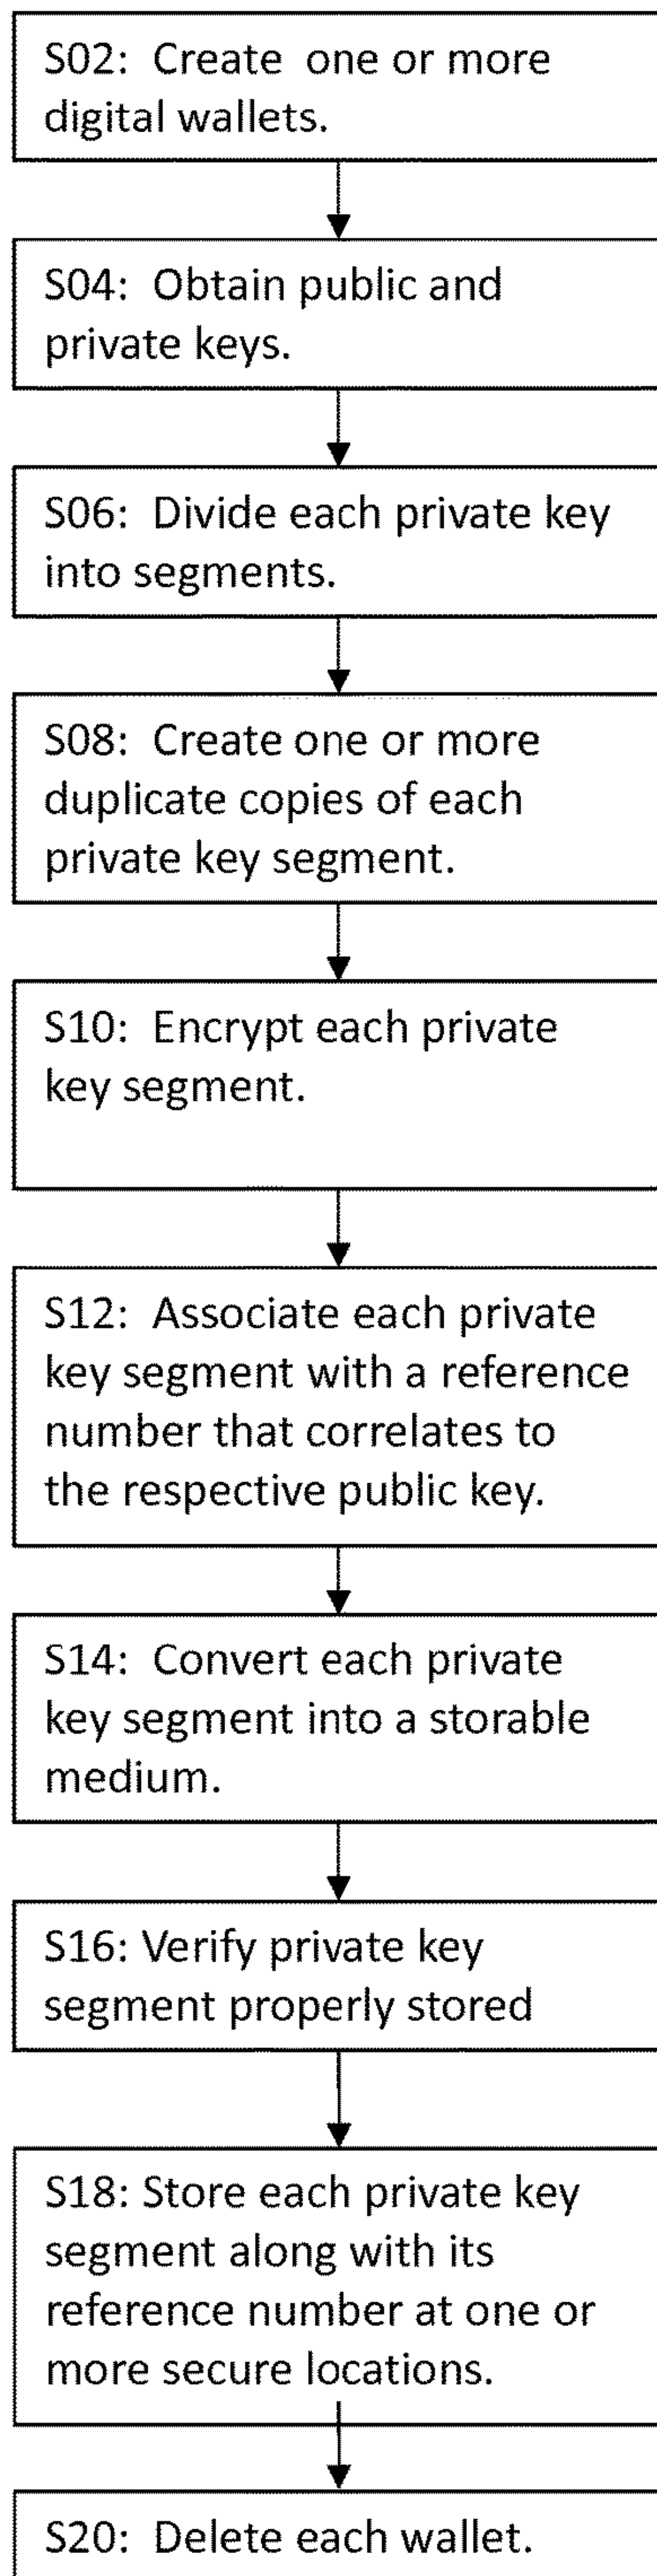 S02:  Create  one or more
digital wallets.
S04:  Obtain public and
private keys.
S06:  Divide each private key
into segments.
S08:  Create one or more
duplicate copies of each
private key segment.
S10:  Encrypt each private
key segment.
S12:  Associate each private
key segment with a reference
number that correlates to
the respective public key.
S14:  Convert each private
key segment into a storable
medium.
S16: Verify private key
segment properly stored
S18: Store each private key
segment along with its
reference number at one or
more secure locations.
S20:  Delete each wallet.